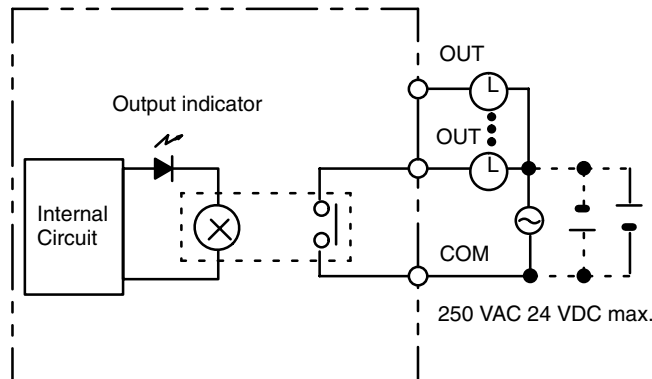 OUT
L
Output indicator
OUT
L
Internal
Circuit
COM
250 VAC 24 VDC max.